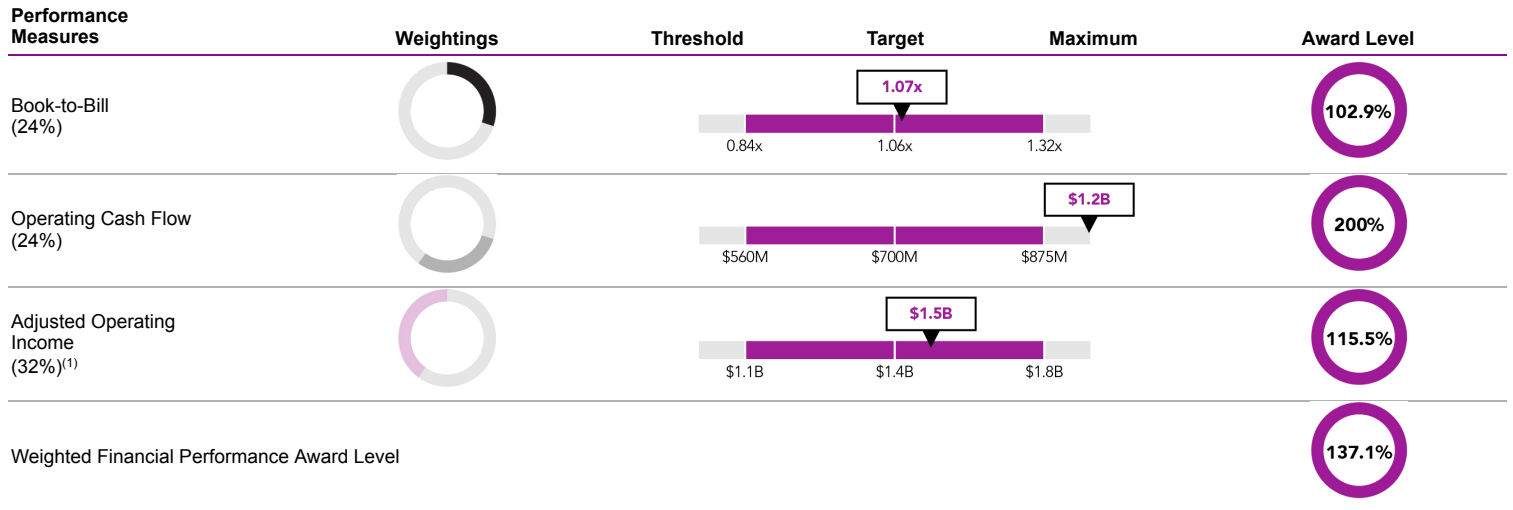 Performance
Measures Weightings Threshold Target Maximum Award Level
Book-to-Bill
(24%)
1.07x
0.84x 1.06x 1.32x
102.9%
Operating Cash Flow
(24%)
$1.2B
$560M $700M $875M
200%
Adjusted Operating
Income
(32%)(1)
$1.5B
$1.1B $1.4B $1.8B
115.5%
Weighted Financial Performance Award Level
137.1%